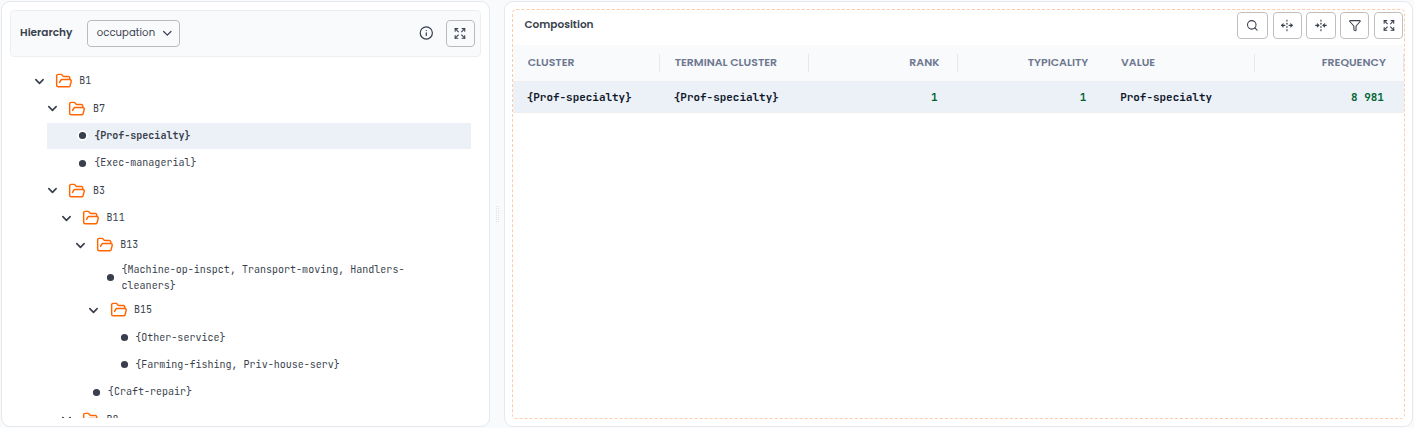 Hierarchy occupation
B1
B7
{Prof-specialty}
{Exec-managerial}
B3
B11
B13
{Machine-op-inspct, Transport-moving, Handlers-
cleaners}
B15
{Other-service}
{Farming-fishing, Priv-house-serv}
{Craft-repair}
Composition
CLUSTER TERMINAL CLUSTER RANK TYPICALITY VALUE FREQUENCY
{Prof-specialty} {Prof-specialty} 1 1 Prof-specialty 8 981